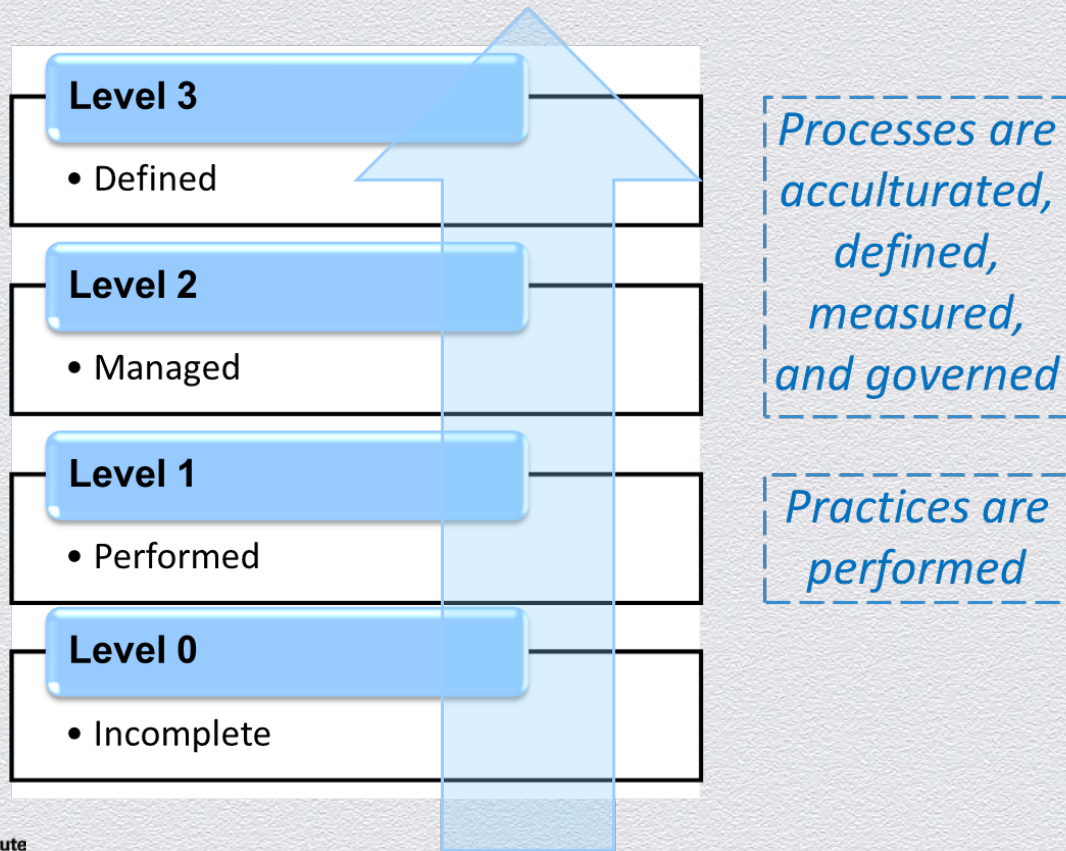 Level 3
• Defined
Processes are
acculturated,
defined,
measured,
and governed
Level 2
• Managed
Level 1
• Performed
Practices are
performed
Level 0
• Incomplete
ute